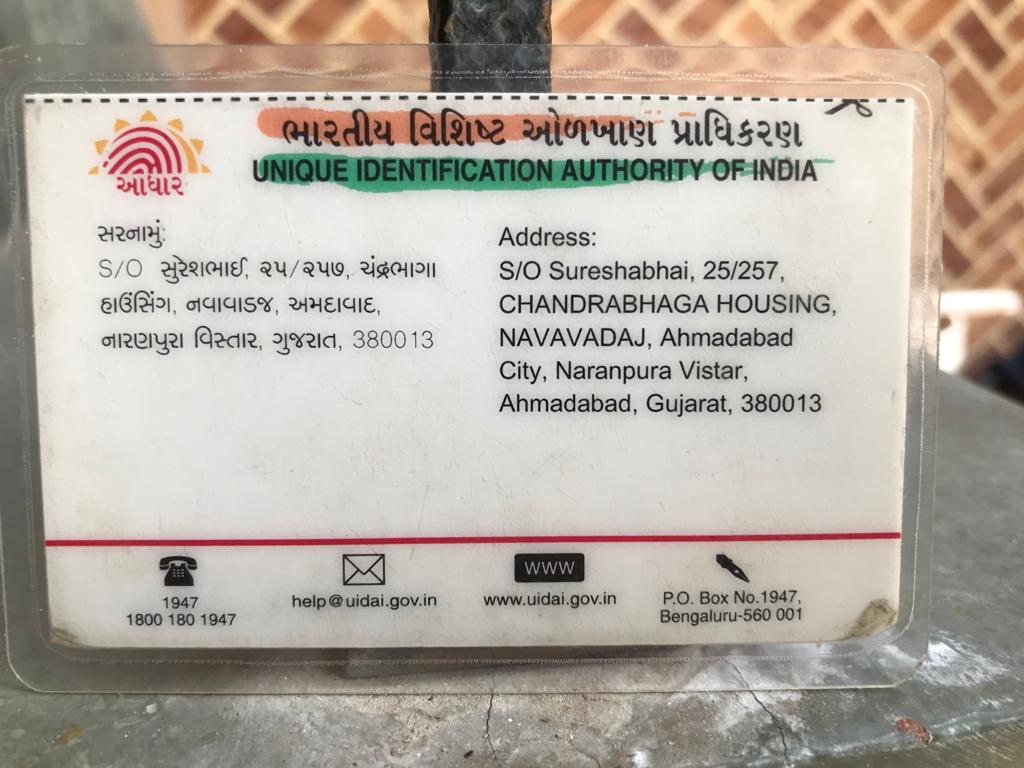 ભારતીય વિશિષ્ટ ઓળખાણ પ્રાધિકરણ
UNIQUE IDENTIFICATION AUTHORITY OF INDIA
આધાર
સરનામું:
S/O સુરેશભાઈ, ૨૫/૨૫૭, ચંદ્રભાગા
હાઉસિંગ, નવાવાડજ, અમદાવાદ,
નારણપુરા વિસ્તાર, ગુજરાત, 380013
Address:
S/O Sureshabhai, 25/257,
CHANDRABHAGA HOUSING,
NAVAVADAJ, Ahmadabad
City, Naranpura Vistar,
Ahmadabad, Gujarat, 380013
1947
1800 180 1947
help@uidai.gov.in
www
www.uidai.gov.in
P.O. Box No.1947,
Bengaluru-560 001